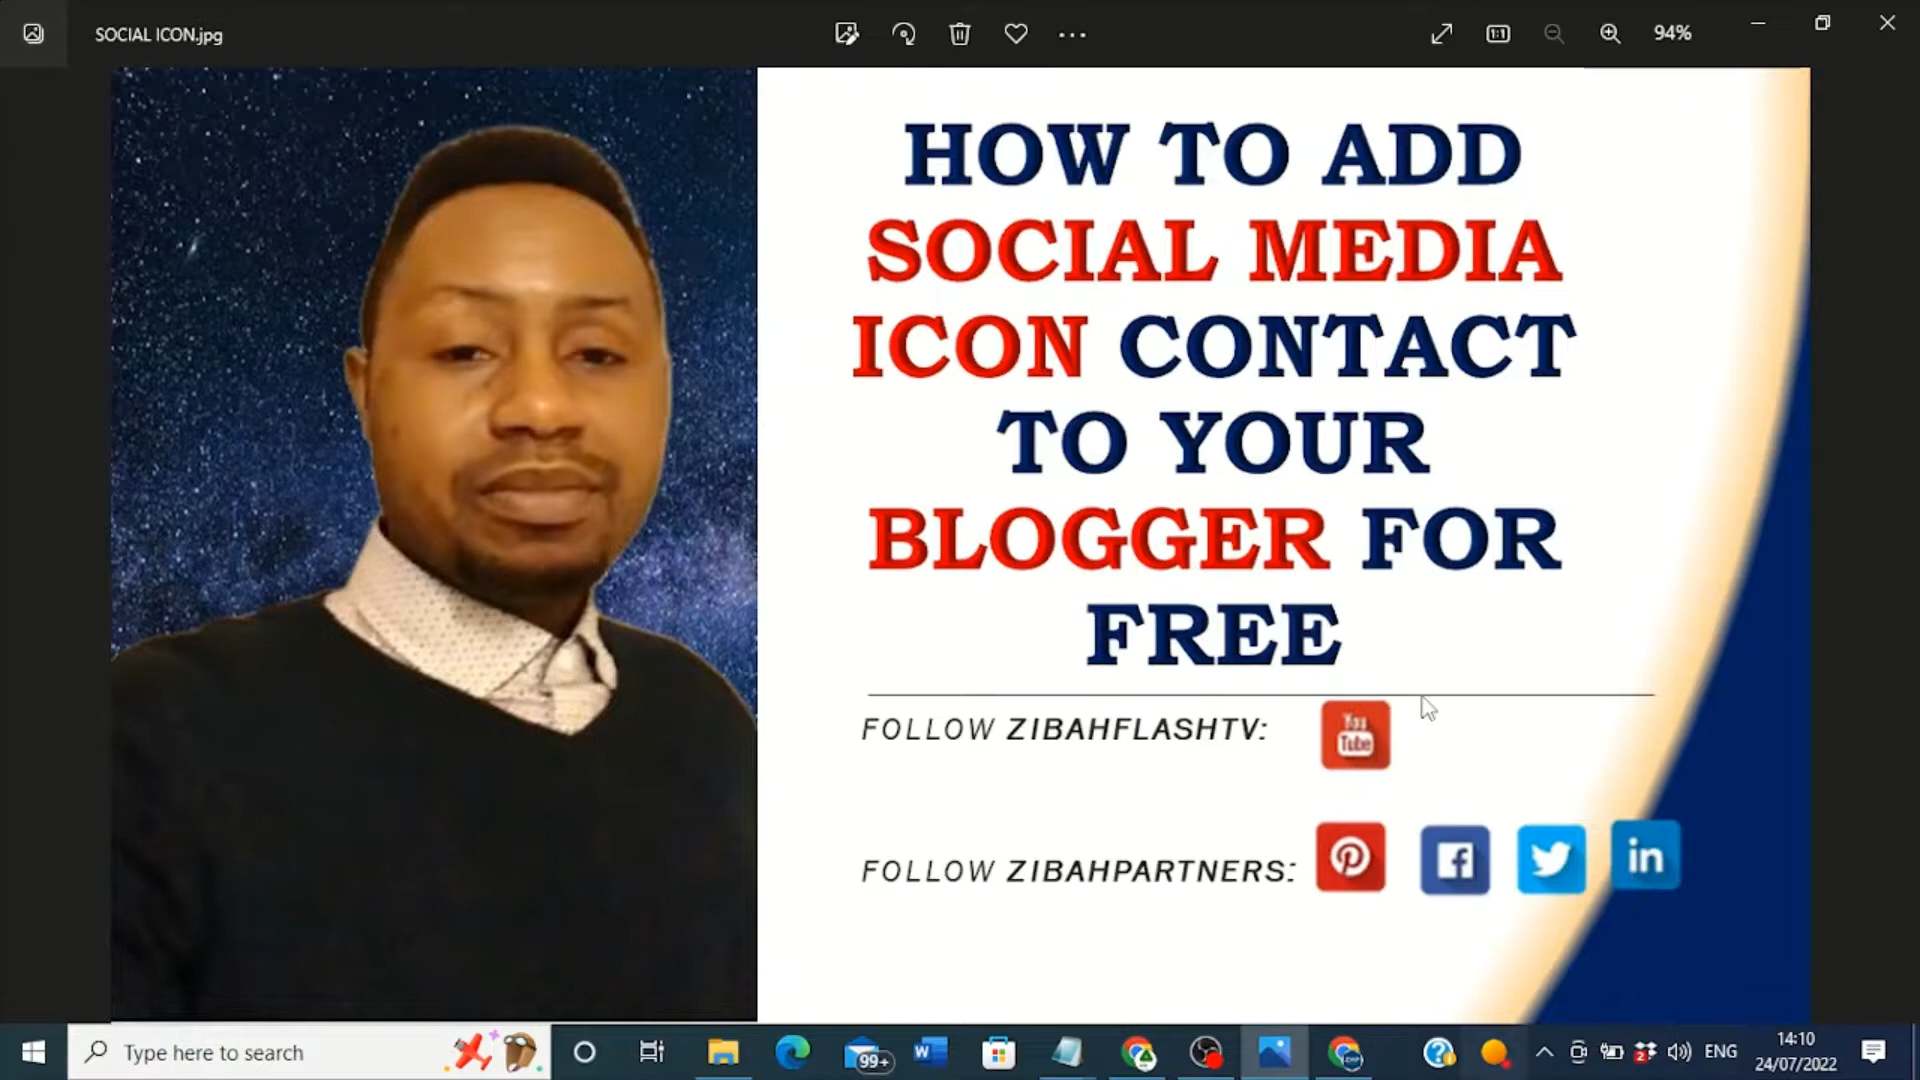 SOCIAL ICON.jpg
94%
HOW TO ADD
SOCIAL MEDIA
ICON CONTACT
TO YOUR
BLOGGER FOR
FREE
FOLLOW ZIBAHFLASHTV:
You
Tube
FOLLOW ZIBAHPARTNERS:
in
Type here to search
99+
W
2
ENG
14:10
24/07/2022